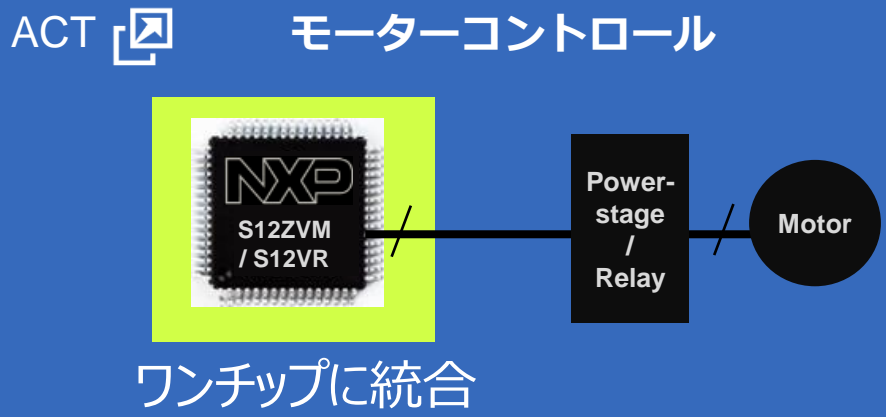 ACT モーターコントロール
NXP
S12ZVM
/ S12VR
Power-
stage
/
Relay
Motor
ワンチップに統合